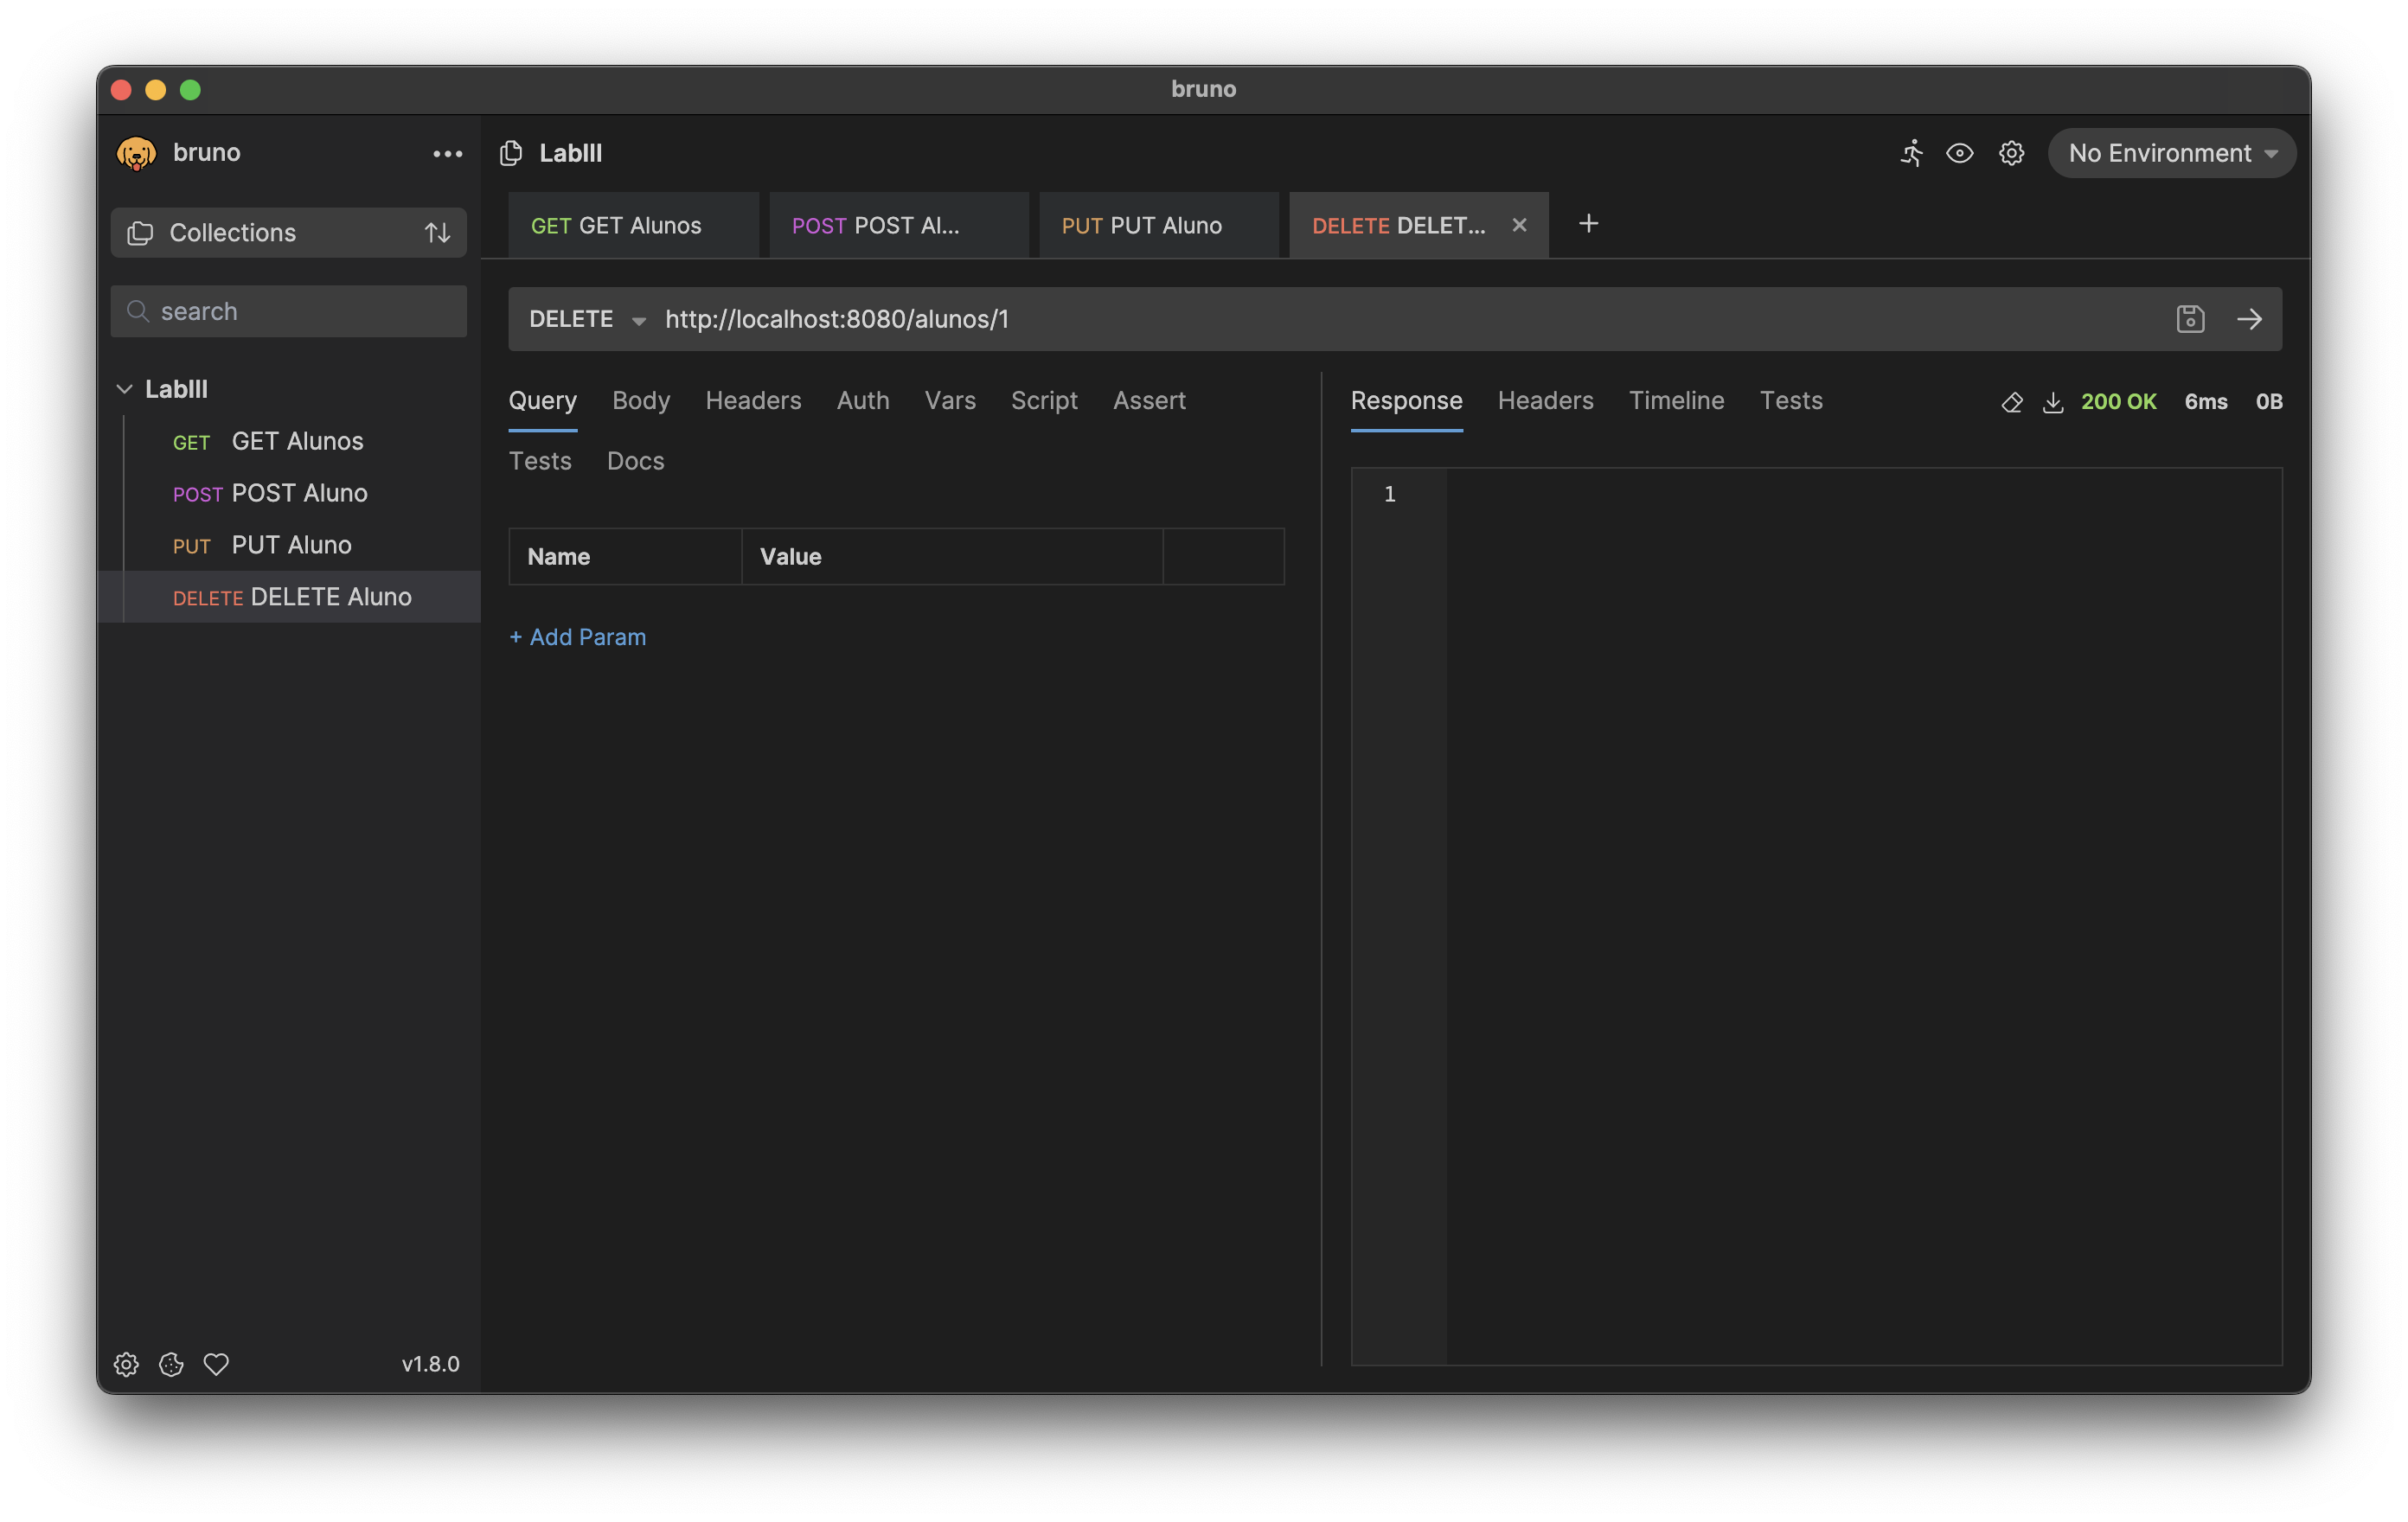 bruno
bruno
LabIII
No Environment
Collections
GET GET Alunos
POST POST Al...
PUT PUT Aluno
DELETE DELET...
search
DELETE http://localhost:8080/alunos/1
LabIII
GET GET Alunos
POST POST Aluno
PUT PUT Aluno
DELETE DELETE Aluno
Query Body Headers Auth Vars Script Assert
Tests Docs
Name Value
+ Add Param
Response Headers Timeline Tests
200 OK 6ms 0B
1
v1.8.0